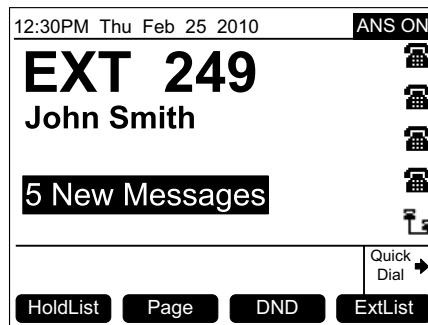 12:30PM Thu Feb 25 2010 ANS ON
EXT 249
John Smith
5 New Messages
Quick
Dial
HoldList Page DND ExtList